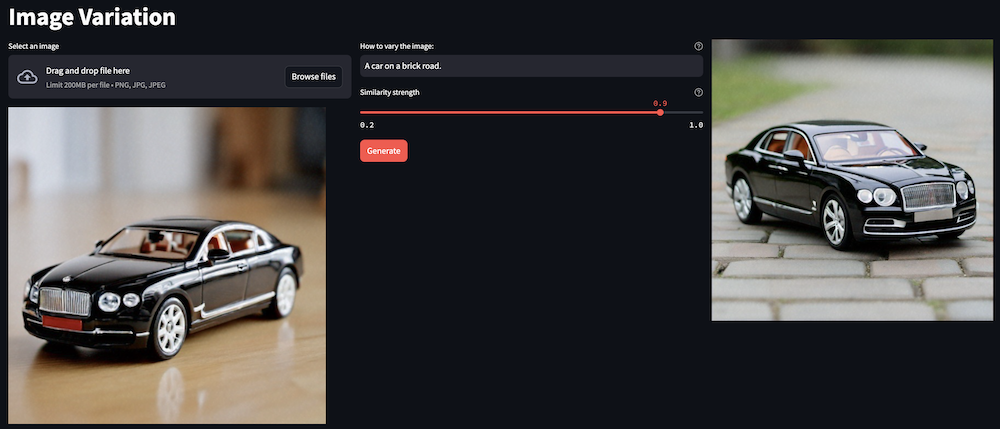 Image Variation
Select an image
Drag and drop file here
Limit 200MB per file • PNG, JPG, JPEG
Browse files
How to vary the image:
A car on a brick road.
Similarity strength
0.9
0.2
1.0
Generate